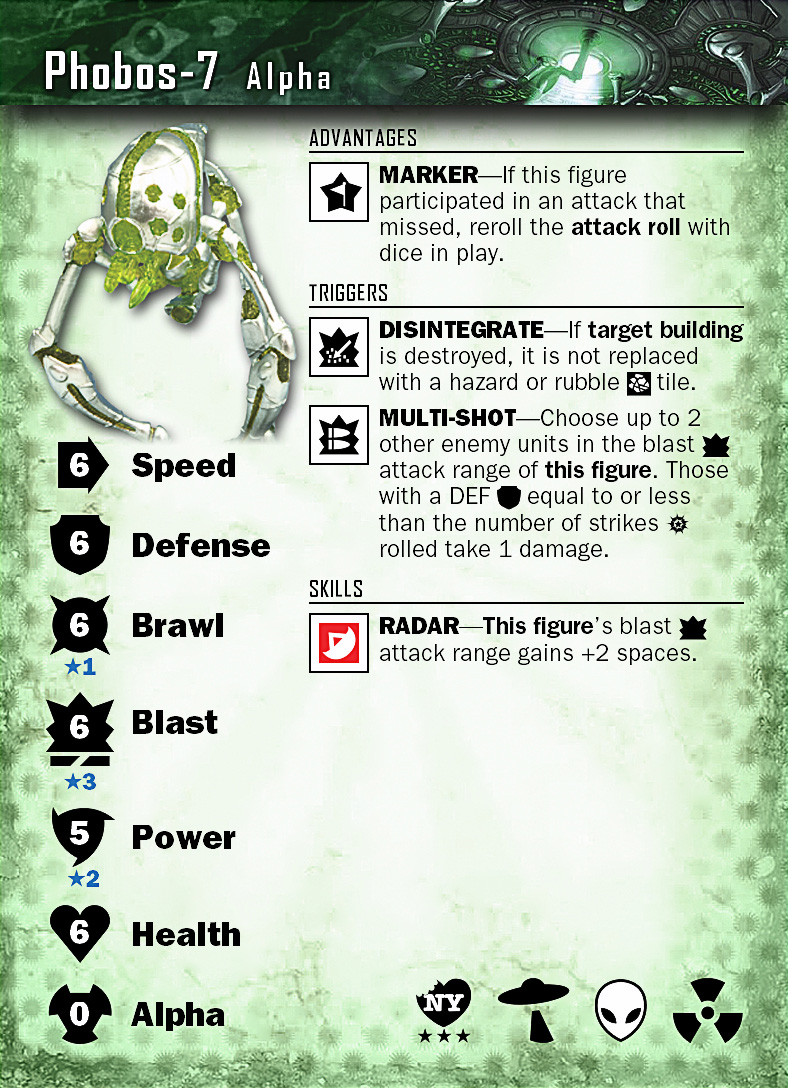 Phobos-7 Alpha
ADVANTAGES
MARKER—If this figure
participated in an attack that
missed, reroll the attack roll with
dice in play.
TRIGGERS
DISINTEGRATE—If target building
is destroyed, it is not replaced
with a hazard or rubble tile.
MULTI-SHOT—Choose up to 2
other enemy units in the blast
attack range of this figure. Those
with a DEF equal to or less
than the number of strikes
rolled take 1 damage.
SKILLS
RADAR—This figure's blast
attack range gains +2 spaces.
6 Speed
6 Defense
6 Brawl
★1
6 Blast
★3
5 Power
★2
6 Health
0 Alpha
NY
★★★